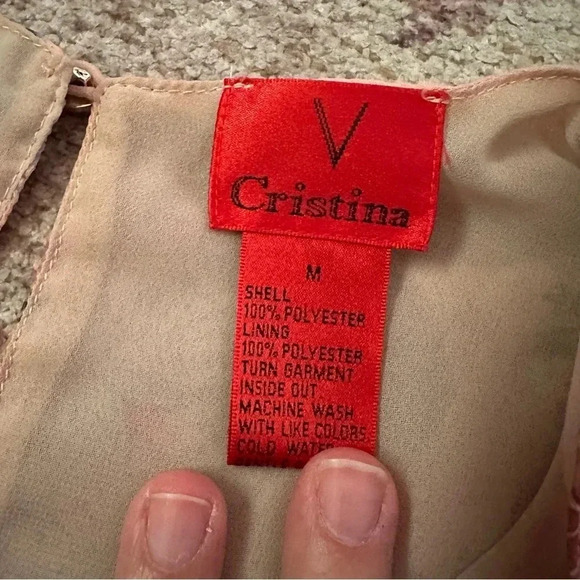 V
Cristina
M
SHELL
100% POLYESTER
LINING
100% POLYESTER
TURN GARMENT
INSIDE OUT
MACHINE WASH
WITH LIKE COLORS
COLD WATER